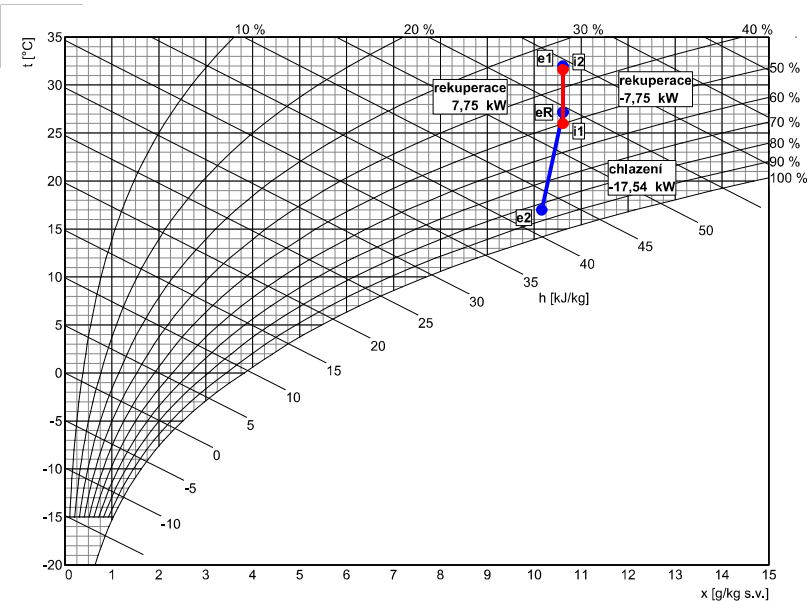 10 %
20 %
30 %
40 %
t [°C]
35
30
25
20
15
10
5
0
-5
-10
-15
-20
e1
i2
rekuperace
7,75 kW
rekuperace
-7,75 kW
eR
i1
chlazení
-17,54 kW
e2
50 %
60 %
70 %
80 %
90 %
100 %
50
45
40
35
h [kJ/kg]
30
25
20
15
10
5
0
-5
-10
0 1 2 3 4 5 6 7 8 9 10 11 12 13 14 15
x [g/kg s.v.]